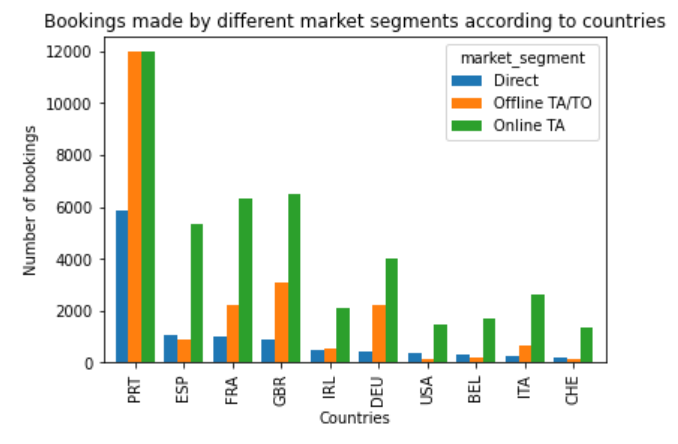 Bookings made by different market segments according to countries
market_segment
Direct
Offline TA/TO
Online TA
Number of bookings
12000
10000
8000
6000
4000
2000
0
PRT
ESP
FRA
GBR
IRL
DEU
USA
BEL
ITA
CHE
Countries